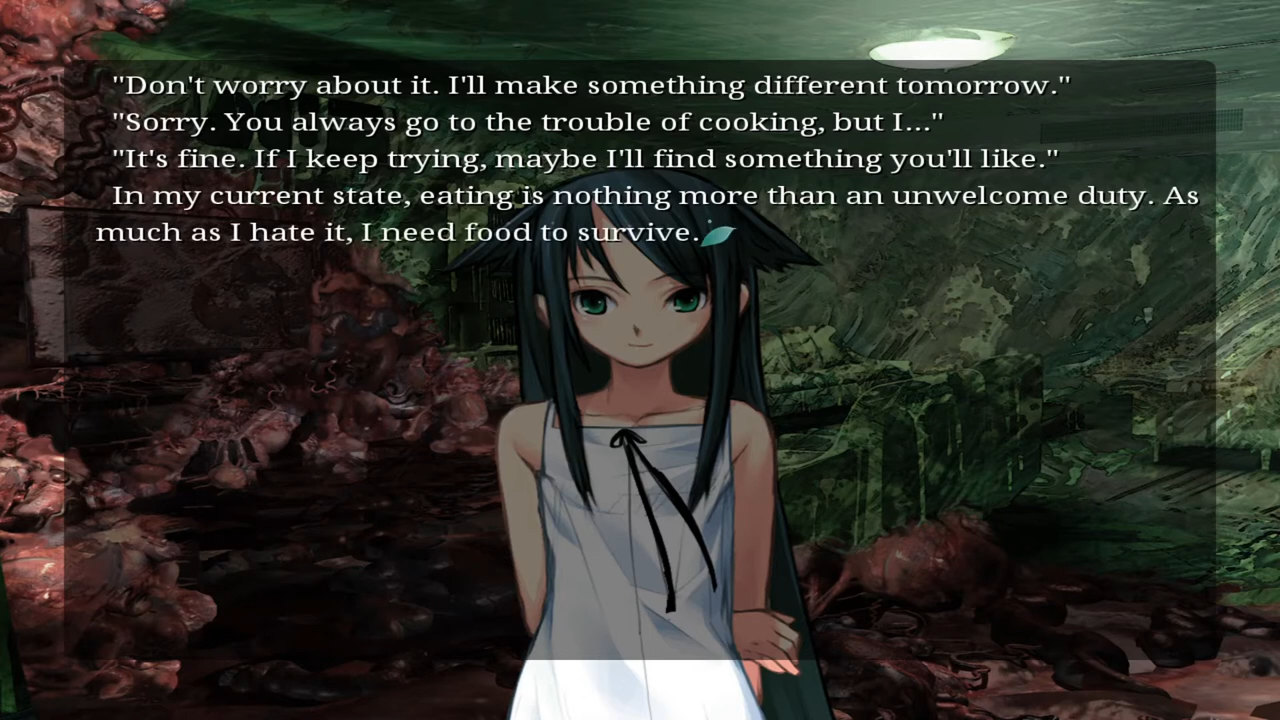 "Don't worry about it. I'll make something different tomorrow."
"Sorry. You always go to the trouble of cooking, but I..."
"It's fine. If I keep trying, maybe I'll find something you'll like."
In my current state, eating is nothing more than an unwelcome duty. As
much as I hate it, I need food to survive.